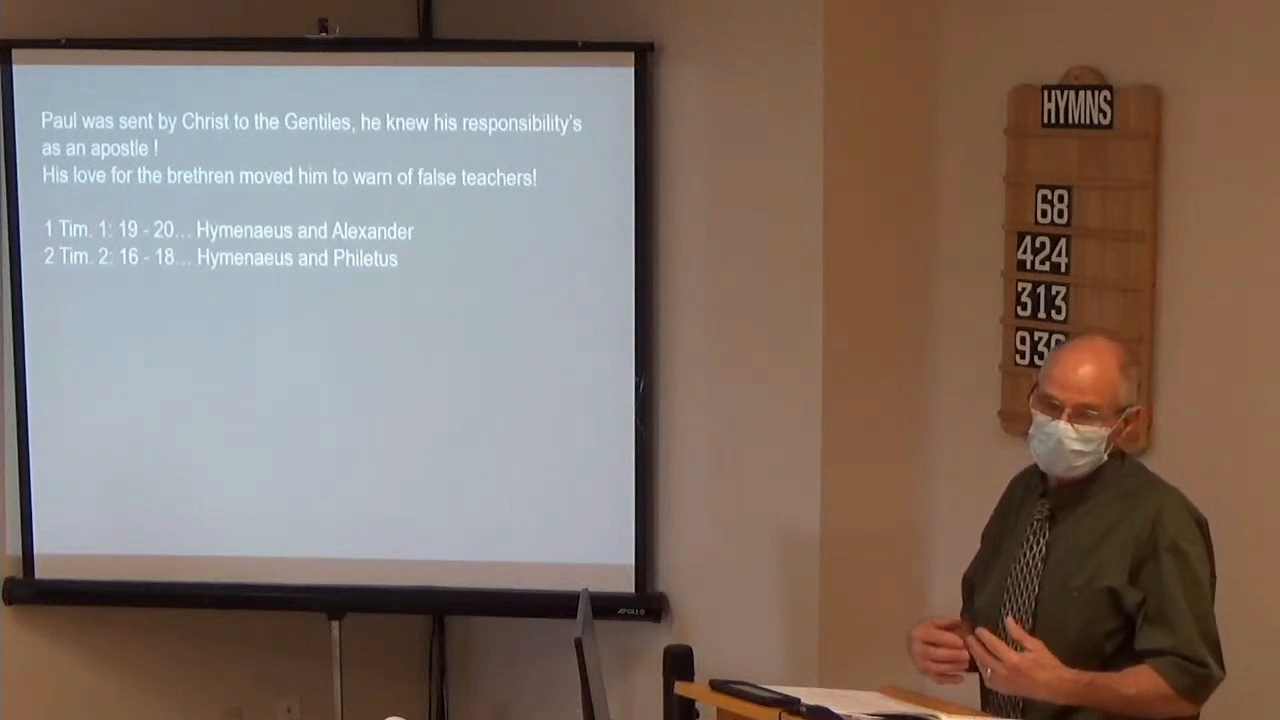 Paul was sent by Christ to the Gentiles, he knew his responsibility's
as an apostle !
His love for the brethren moved him to warn of false teachers!
1 Tim. 1: 19 - 20... Hymenaeus and Alexander
2 Tim. 2: 16 - 18... Hymenaeus and Philetus
APOLLO
HYMNS
68
424
313